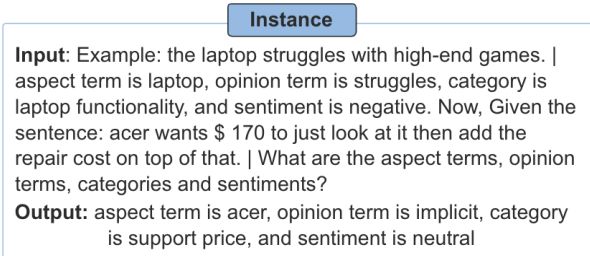 Instance
Input: Example: the laptop struggles with high-end games. |
aspect term is laptop, opinion term is struggles, category is
laptop functionality, and sentiment is negative. Now, Given the
sentence: acer wants $ 170 to just look at it then add the
repair cost on top of that. | What are the aspect terms, opinion
terms, categories and sentiments?
Output: aspect term is acer, opinion term is implicit, category
is support price, and sentiment is neutral